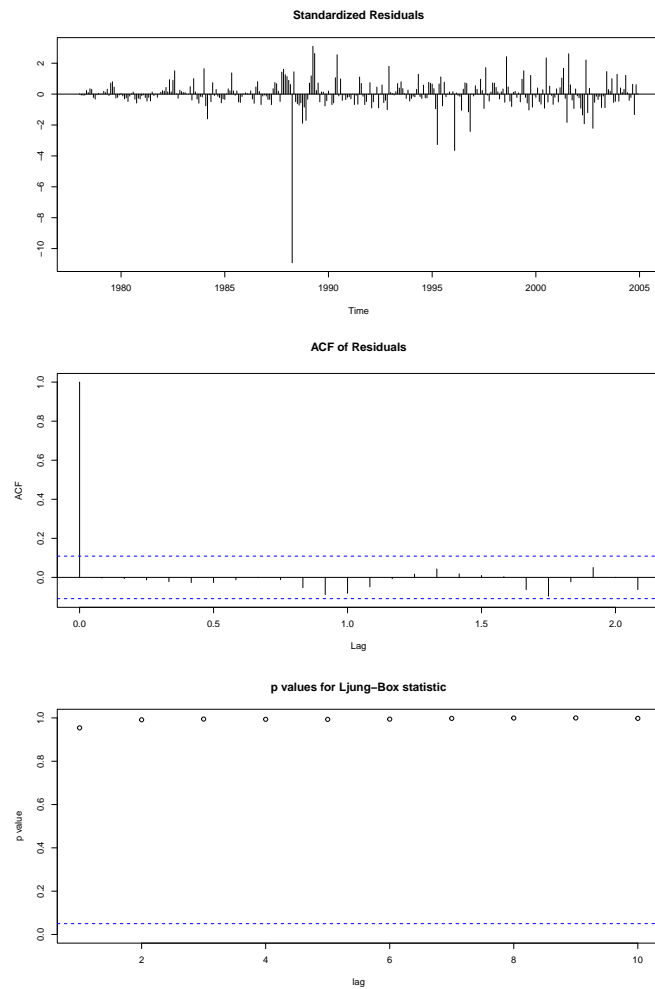 Standardized Residuals
2
0
−2
−4
−6
−8
−10
1980 1985 1990 1995 2000 2005
Time
ACF of Residuals
1.0
0.8
0.6
0.4
0.2
0.0
ACF
0.0 0.5 1.0 1.5 2.0
Lag
p values for Ljung−Box statistic
1.0
0.8
0.6
0.4
0.2
0.0
p value
2 4 6 8 10
lag